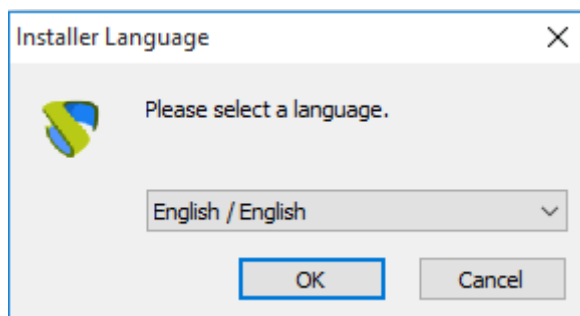 Installer Language
Please select a language.
English / English
OK
Cancel